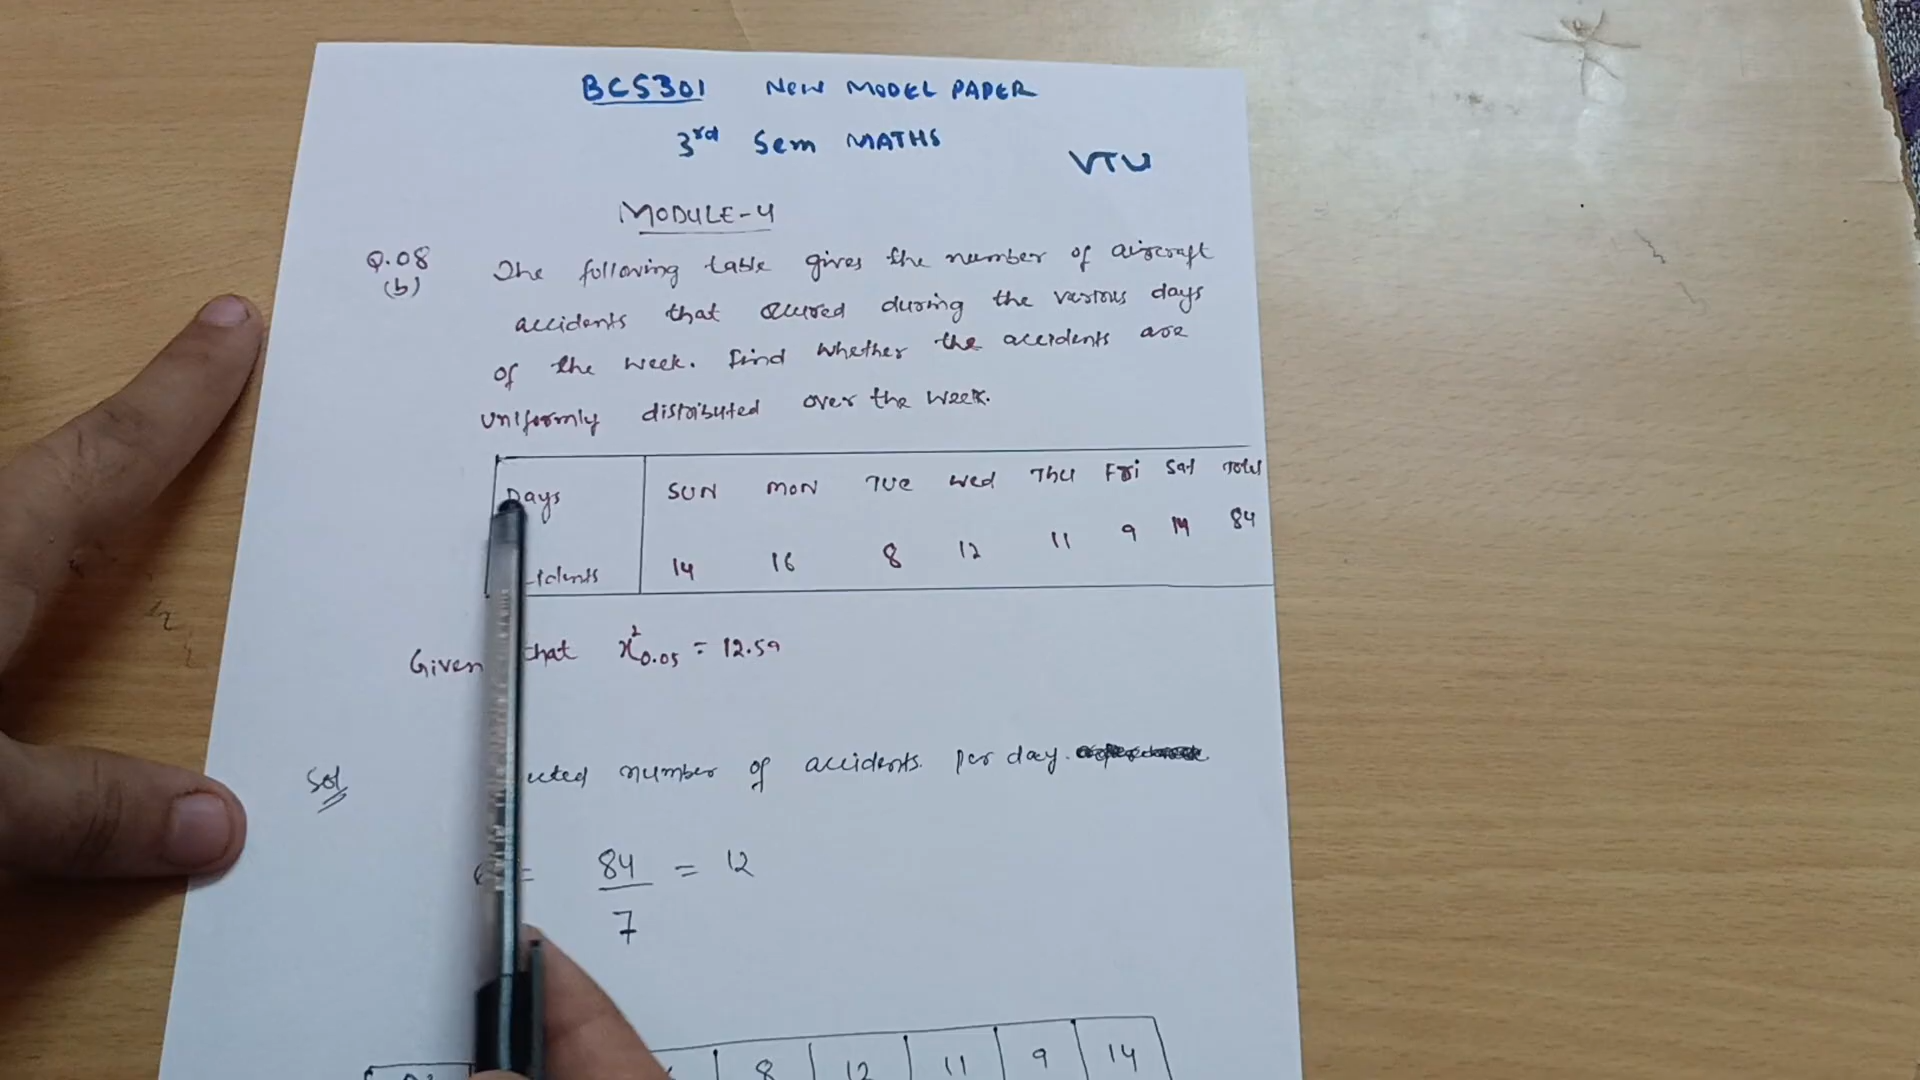 BCS301 New MODEL PAPER
3rd Sem MATHS
VTU
MODULE-4
Q.08 The following table gives the number of aircraft
(b) accidents that occured during the various days
of the week. Find whether the accidents are
uniformly distributed over the week.
Days SUN MON TUE Wed Thu Fri Sat Total
14 16 8 12 11 9 14 84
Given that x²0.05 = 12.59
Sol number of accidents. per day.
= 84/7 = 12
8 12 11 9 14